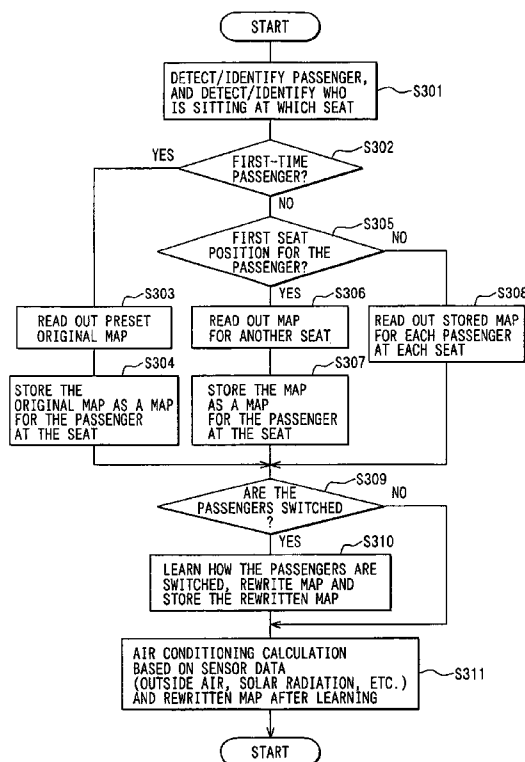 START
DETECT/IDENTIFY PASSENGER,
AND DETECT/IDENTIFY WHO
IS SITTING AT WHICH SEAT
S301
S302
YES
FIRST-TIME
PASSENGER?
NO
S305
FIRST SEAT
POSITION FOR THE
PASSENGER?
NO
YES
S303
READ OUT PRESET
ORIGINAL MAP
S306
READ OUT MAP
FOR ANOTHER SEAT
S308
READ OUT STORED MAP
FOR EACH PASSENGER
AT EACH SEAT
S304
STORE THE
ORIGINAL MAP AS A MAP
FOR THE PASSENGER
AT THE SEAT
S307
STORE THE MAP
AS A MAP
FOR THE PASSENGER
AT THE SEAT
S309
ARE THE
PASSENGERS SWITCHED
?
NO
YES
S310
LEARN HOW THE PASSENGERS ARE
SWITCHED, REWRITE MAP AND
STORE THE REWRITTEN MAP
AIR CONDITIONING CALCULATION
BASED ON SENSOR DATA
(OUTSIDE AIR, SOLAR RADIATION, ETC.)
AND REWRITTEN MAP AFTER LEARNING
S311
START